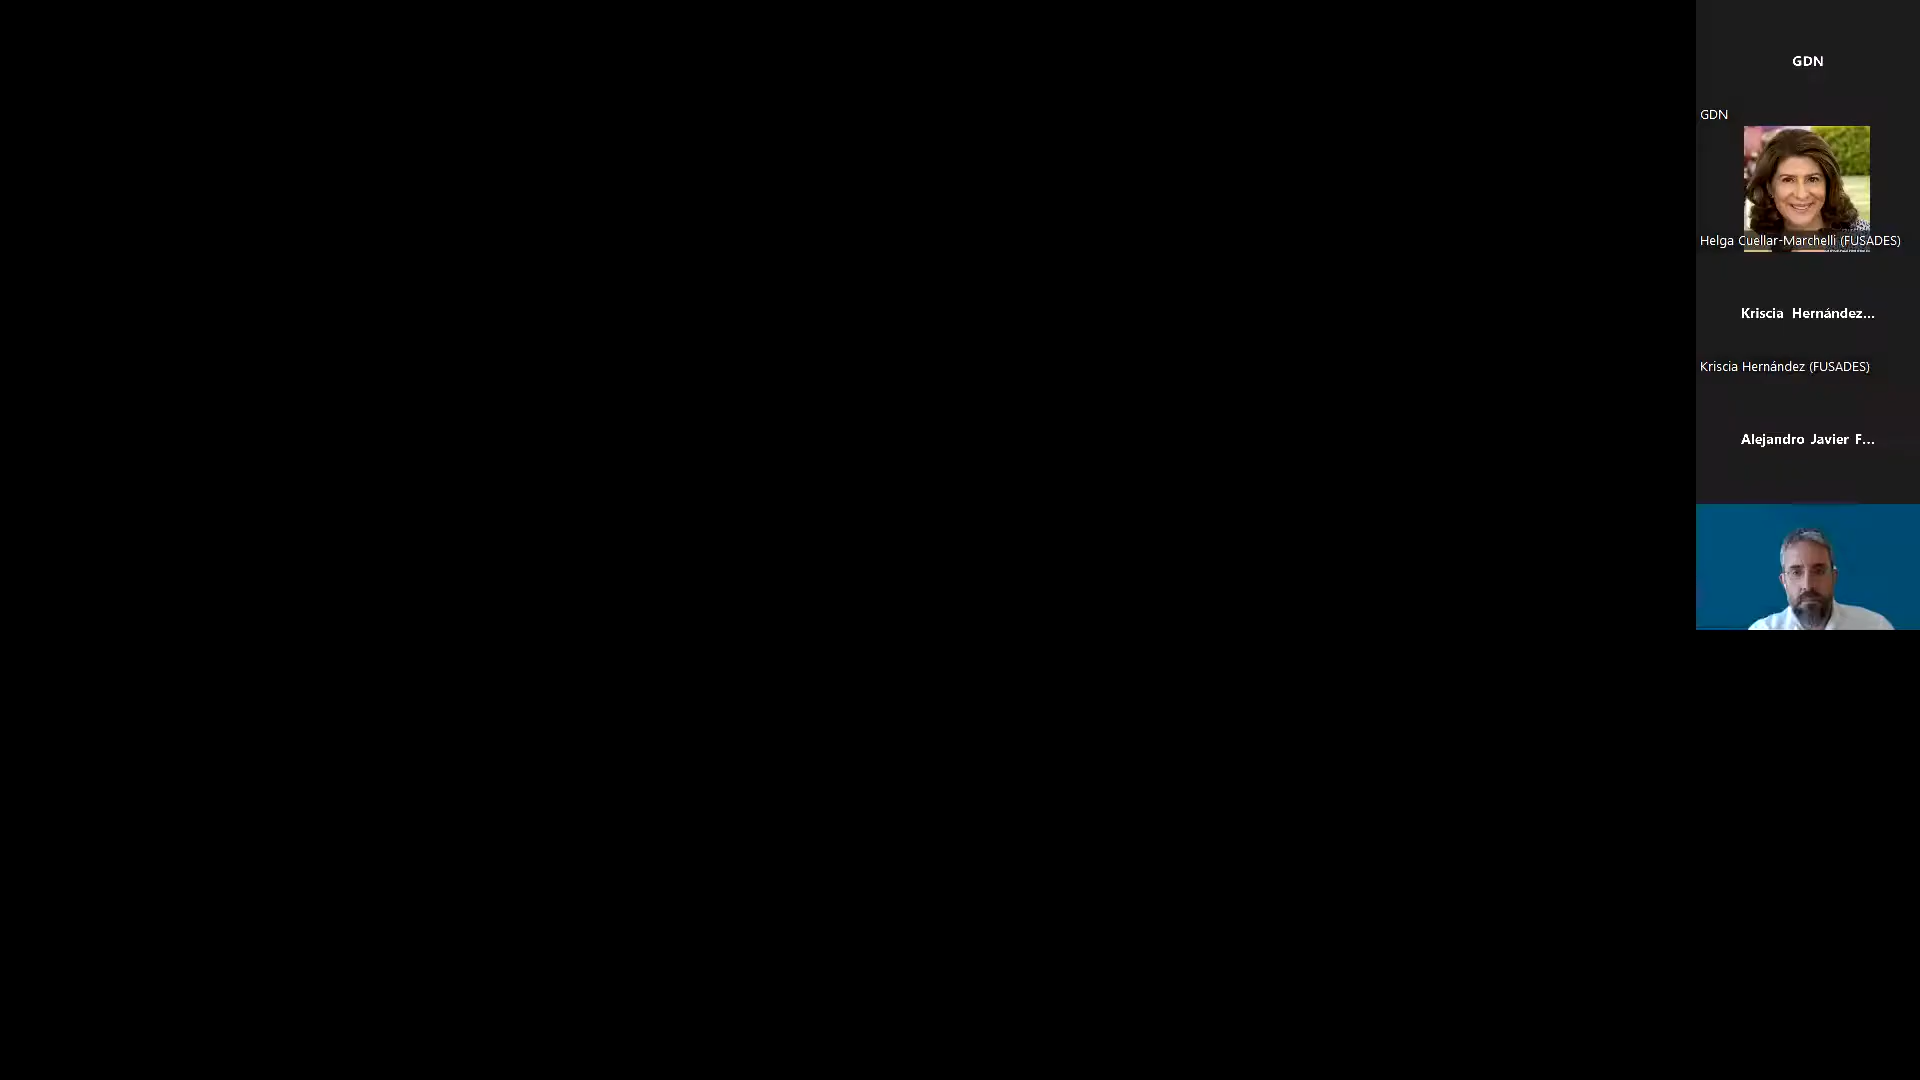 GDN
GDN
Helga Cuellar-Marchelli (FUSADES)
Kriscia Hernández...
Kriscia Hernández (FUSADES)
Alejandro Javier F...